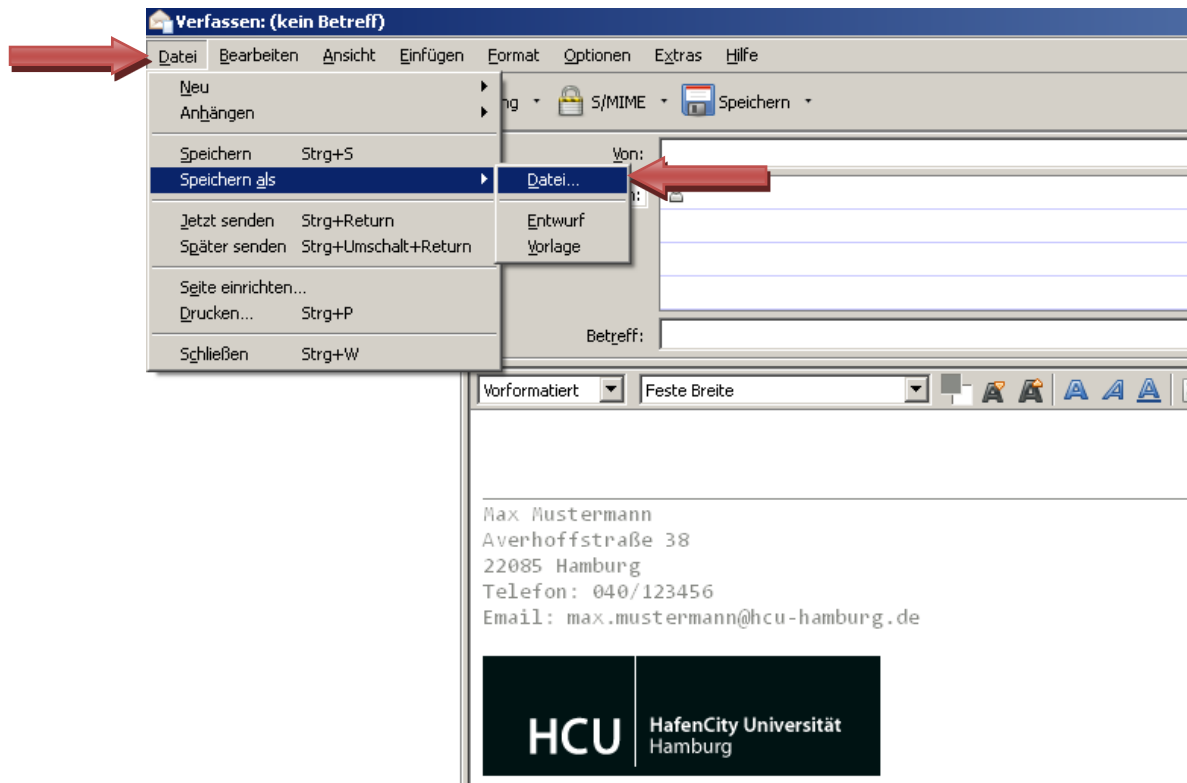 Verfassen: (kein Betreff)
Datei Bearbeiten Ansicht Einfügen Format Optionen Extras Hilfe
Neu
Anhängen
ng S/MIME Speichern
Speichern Strg+S
Speichern als
Von:
Datei...
n:
Entwurf
Vorlage
Jetzt senden Strg+Return
Später senden Strg+Umschalt+Return
Seite einrichten...
Drucken... Strg+P
Schließen Strg+W
Betreff:
Vorformatiert Feste Breite
Max Mustermann
Averhoffstraße 38
22085 Hamburg
Telefon: 040/123456
Email: max.mustermann@hcu-hamburg.de
HCU HafenCity Universität
Hamburg